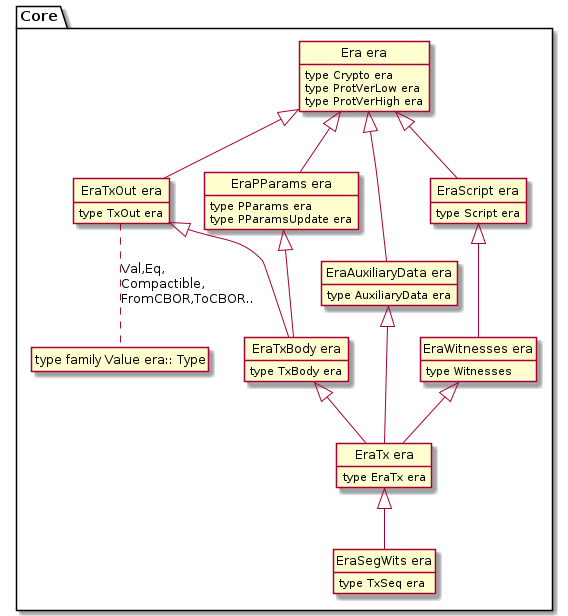 Core
Era era
type Crypto era
type ProtVerLow era
type ProtVerHigh era
EraTxOut era
type TxOut era
EraPParams era
type PParams era
type PParamsUpdate era
EraScript era
type Script era
Val,Eq,
Compactible,
FromCBOR,ToCBOR..
EraAuxiliaryData era
type AuxiliaryData era
type family Value era:: Type
EraTxBody era
type TxBody era
EraWitnesses era
type Witnesses
EraTx era
type EraTx era
EraSegWits era
type TxSeq era